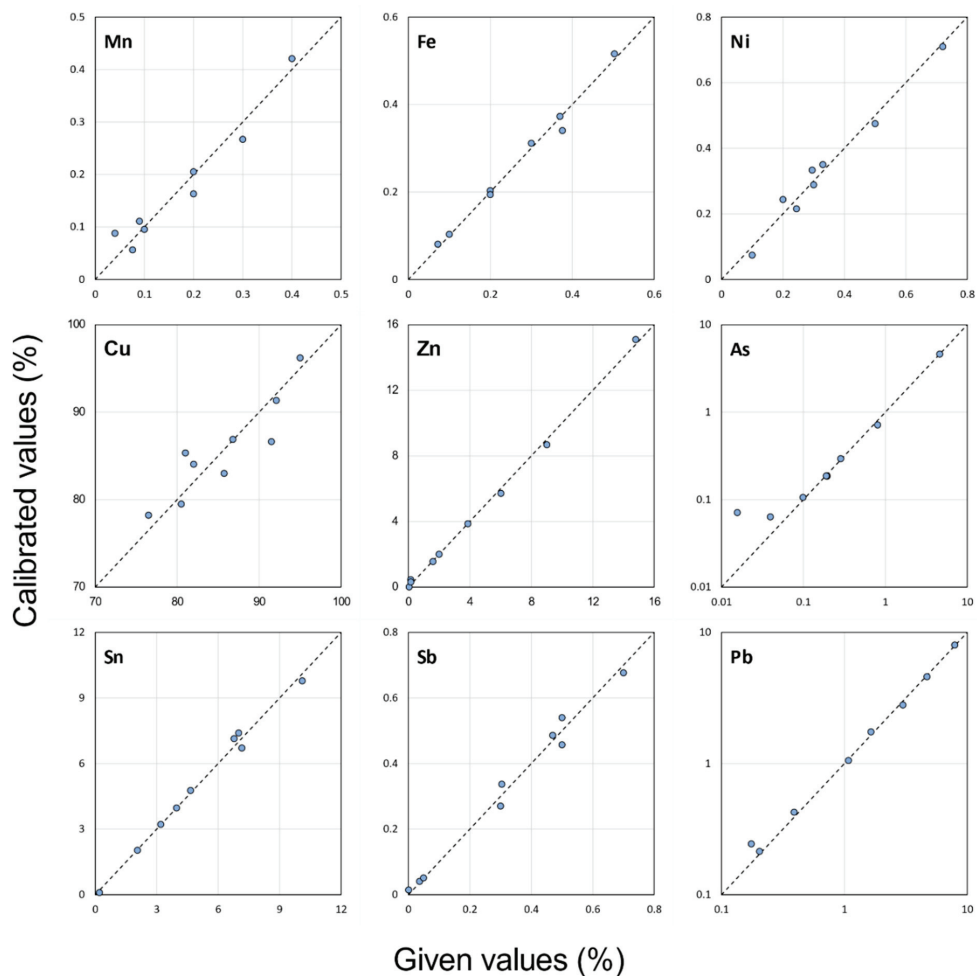 Calibrated values (%)
Mn
0.5
0.4
0.3
0.2
0.1
0
0 0.1 0.2 0.3 0.4 0.5
Fe
0.6
0.4
0.2
0
0 0.2 0.4 0.6
Ni
0.8
0.6
0.4
0.2
0
0 0.2 0.4 0.6 0.8
Cu
100
90
80
70
70 80 90 100
Zn
16
12
8
4
0
0 4 8 12 16
As
10
1
0.1
0.01
0.01 0.1 1 10
Sn
12
9
6
3
0
0 3 6 9 12
Sb
0.8
0.6
0.4
0.2
0
0 0.2 0.4 0.6 0.8
Pb
10
1
0.1
0.1 1 10
Given values (%)